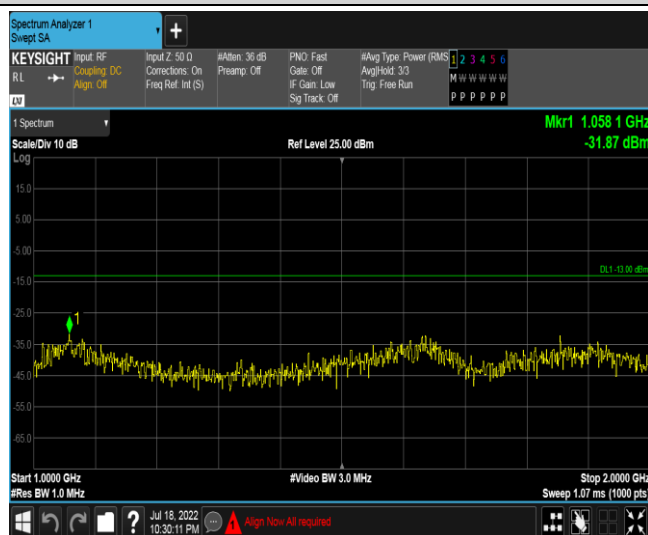 Spectrum Analyzer 1
Swept SA
+
KEYSIGHT
RL
LXI
Input: RF
Coupling: DC
Align: Off
Input Z: 50 Ω
Corrections: On
Freq Ref: Int (S)
#Atten: 36 dB
Preamp: Off
PNO: Fast
Gate: Off
IF Gain: Low
Sig Track: Off
#Avg Type: Power (RMS
Avg|Hold: 3/3
Trig: Free Run
1 2 3 4 5 6
M W W W W W
P P P P P P
1 Spectrum
Mkr1 1.058 1 GHz
-31.87 dBm
Scale/Div 10 dB
Ref Level 25.00 dBm
Log
15.0
5.00
-5.00
DL1 -13.00 dBm
-15.0
-25.0
1
-35.0
-45.0
-55.0
-65.0
Start 1.0000 GHz
#Video BW 3.0 MHz
Stop 2.0000 GHz
#Res BW 1.0 MHz
Sweep 1.07 ms (1000 pts)
?
Jul 18, 2022
10:30:11 PM
1
Align Now All required